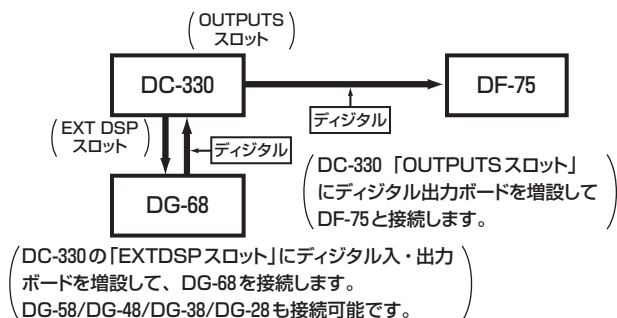 OUTPUTS
スロット
DC-330
DF-75
ディジタル
EXT DSP
スロット
ディジタル
DG-68
DC-330「OUTPUTSスロット」
にディジタル出力ボードを増設して
DF-75と接続します。
DC-330の「EXTDSPスロット」にディジタル入・出力
ボードを増設して、DG-68を接続します。
DG-58/DG-48/DG-38/DG-28も接続可能です。